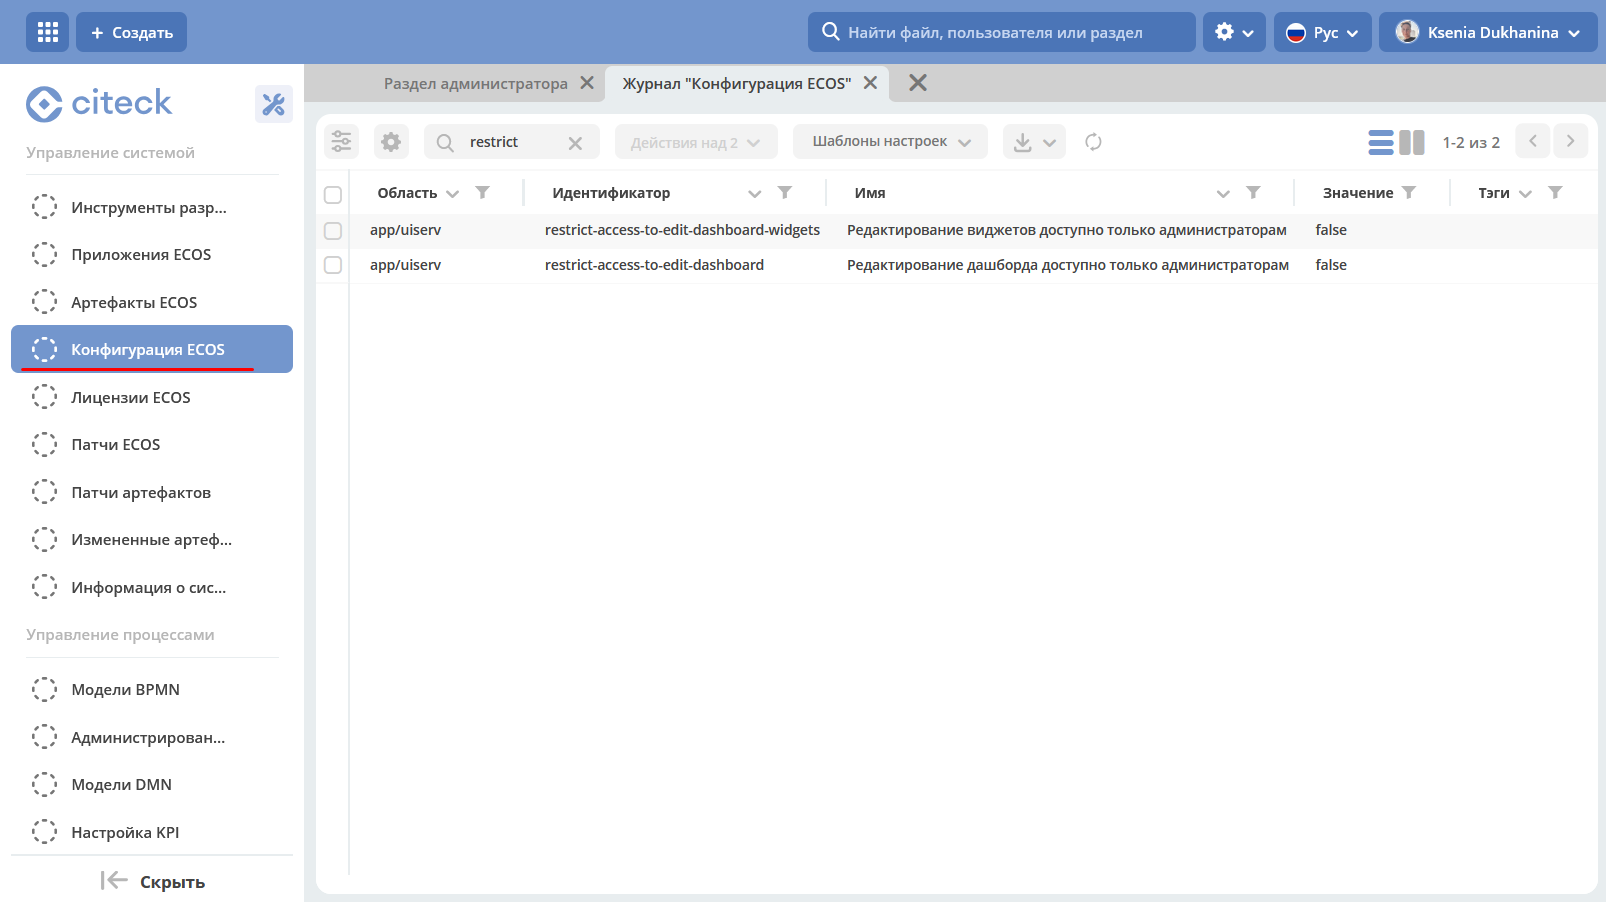 + Создать
Найти файл, пользователя или раздел
Рус
Ksenia Dukhanina
citeck
Раздел администратора
Журнал "Конфигурация ECOS"
Управление системой
Инструменты разр...
Приложения ECOS
Артефакты ECOS
Конфигурация ECOS
Лицензии ECOS
Патчи ECOS
Патчи артефактов
Измененные артеф...
Информация о сис...
Управление процессами
Модели BPMN
Администрирован...
Модели DMN
Настройка KPI
Скрыть
restrict
Действия над 2
Шаблоны настроек
1-2 из 2
Область Идентификатор Имя Значение Тэги
app/uiserv restrict-access-to-edit-dashboard-widgets Редактирование виджетов доступно только администраторам false
app/uiserv restrict-access-to-edit-dashboard Редактирование дашборда доступно только администраторам false